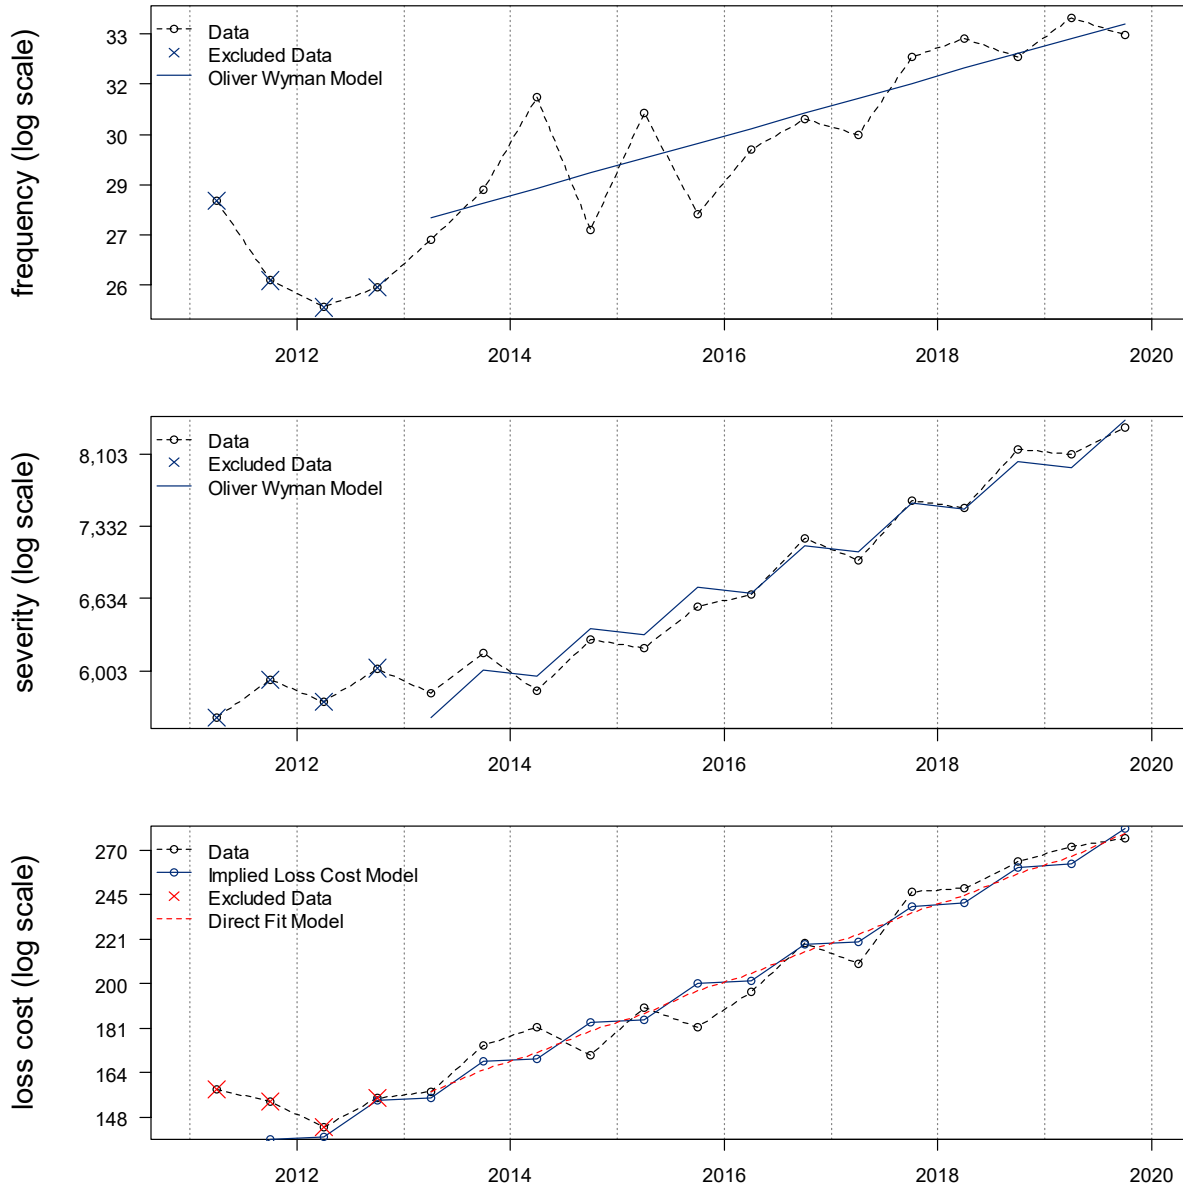 frequency (log scale)
Data
Excluded Data
Oliver Wyman Model
33
32
30
29
27
26
2012 2014 2016 2018 2020
severity (log scale)
Data
Excluded Data
Oliver Wyman Model
8,103
7,332
6,634
6,003
2012 2014 2016 2018 2020
loss cost (log scale)
Data
Implied Loss Cost Model
Excluded Data
Direct Fit Model
270
245
221
200
181
164
148
2012 2014 2016 2018 2020